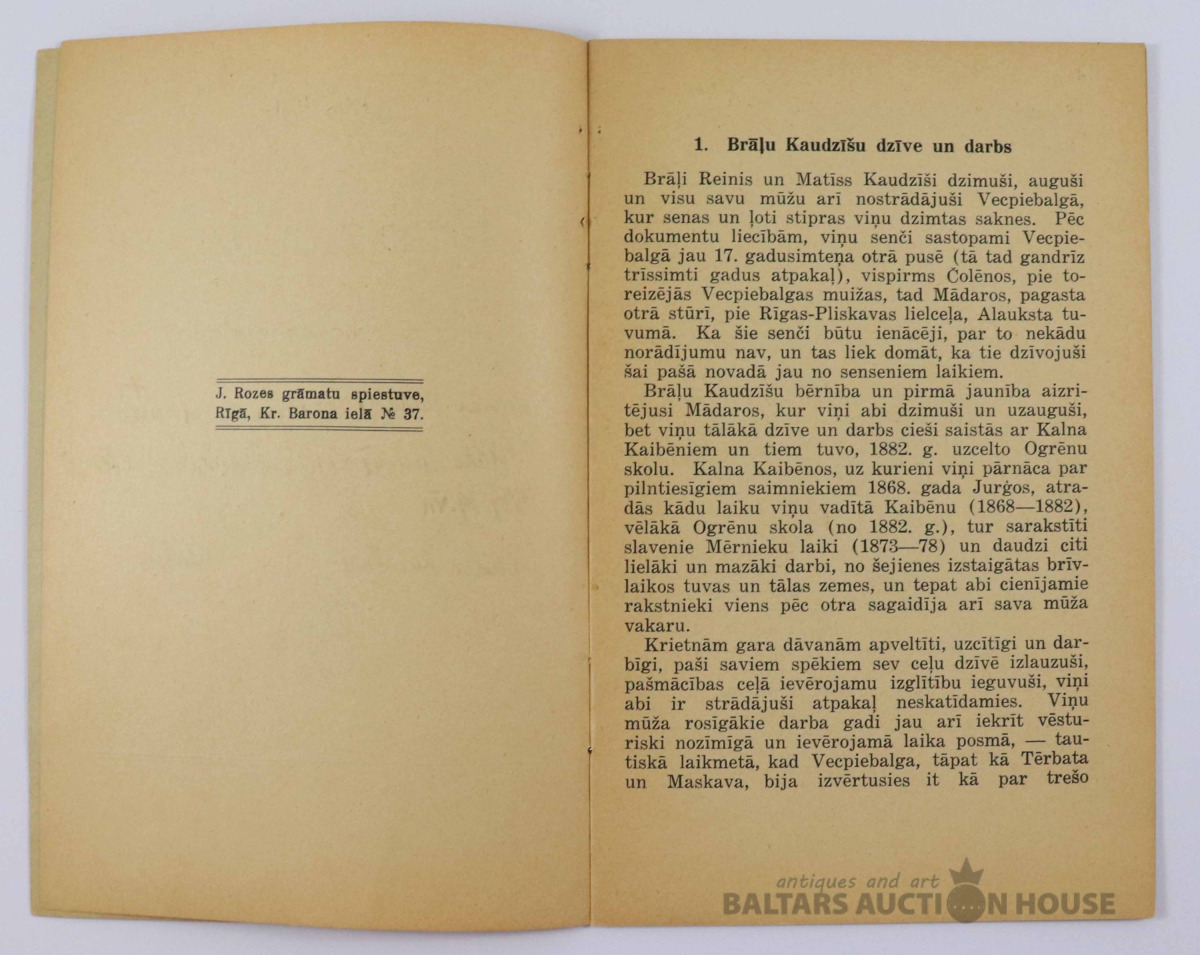 J. Rozes grāmatu spiestuve,
Rīgā, Kr. Barona ielā № 37.
1. Brāļu Kaudzīšu dzīve un darbs
Brāļi Reinis un Matīss Kaudzīši dzimuši, auguši
un visu savu mūžu arī nostrādājuši Vecpiebalgā,
kur senas un ļoti stipras viņu dzimtas saknes. Pēc
dokumentu liecībām, viņu senči sastopami Vecpie-
balgā jau 17. gadusimteņa otrā pusē (tā tad gandrīz
trīssimti gadus atpakaļ), vispirms Čolēnos, pie to-
reizējās Vecpiebalgas muižas, tad Mādaros, pagasta
otrā stūrī, pie Rīgas-Pliskavas lielceļa, Alauksta tu-
vumā. Ka šie senči būtu ienācēji, par to nekādu
norādījumu nav, un tas liek domāt, ka tie dzīvojuši
šai pašā novadā jau no senseniem laikiem.
Brāļu Kaudzīšu bērnība un pirmā jaunība aizri-
tējusi Mādaros, kur viņi abi dzimuši un uzauguši,
bet viņu tālākā dzīve un darbs cieši saistās ar Kalna
Kaibēniem un tiem tuvo, 1882. g. uzcelto Ogrēnu
skolu. Kalna Kaibēnos, uz kurieni viņi pārnāca par
pilntiesīgiem saimniekiem 1868. gada Jurģos, atra-
dās kādu laiku viņu vadītā Kaibēnu (1868—1882),
vēlākā Ogrēnu skola (no 1882. g.), tur sarakstīti
slavenie Mērnieku laiki (1873—78) un daudzi citi
lielāki un mazāki darbi, no šejienes izstaigātas brīv-
laikos tuvas un tālas zemes, un tepat abi cienījamie
rakstnieki viens pēc otra sagaidīja arī sava mūža
vakaru.
Krietnām gara dāvanām apveltīti, uzcītīgi un dar-
bīgi, paši saviem spēkiem sev ceļu dzīvē izlauzuši,
pašmācības ceļā ievērojamu izglītību ieguvuši, viņi
abi ir strādājuši atpakaļ neskatīdamies. Viņu
mūža rosīgākie darba gadi jau arī iekrīt vēstu-
riski nozīmīgā un ievērojamā laika posmā, — tau-
tiskā laikmetā, kad Vecpiebalga, tāpat kā Tērbata
un Maskava, bija izvērtusies it kā par trešo
antiques and art
BALTARS AUCTION HOUSE